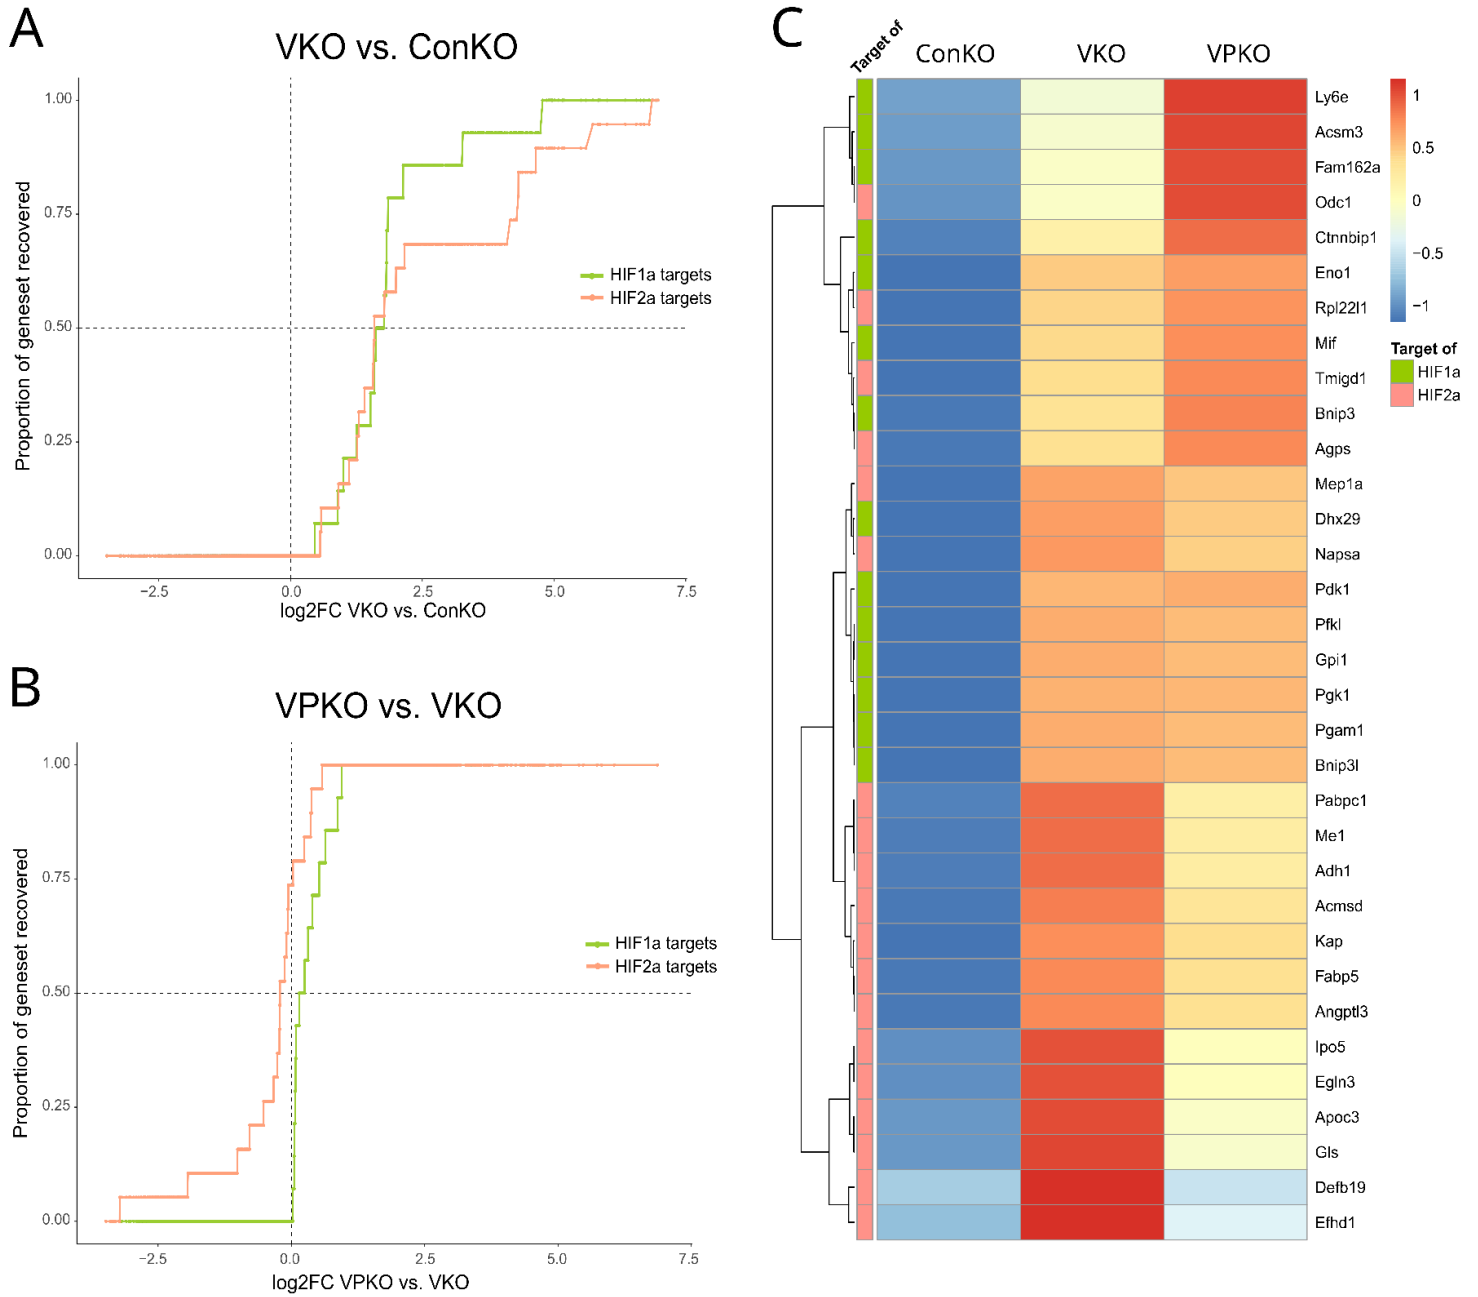 A
VKO vs. ConKO
Proportion of geneset recovered
1.00
0.75
0.50
0.25
0.00
HIF1a targets
HIF2a targets
−2.5
0.0
2.5
5.0
7.5
log2FC VKO vs. ConKO
B
VPKO vs. VKO
Proportion of geneset recovered
1.00
0.75
0.50
0.25
0.00
HIF1a targets
HIF2a targets
−2.5
0.0
2.5
5.0
7.5
log2FC VPKO vs. VKO
C
Target of
ConKO
VKO
VPKO
Ly6e
Acsm3
Fam162a
Odc1
Ctnnbip1
Eno1
Rpl22l1
Mif
Tmigd1
Bnip3
Agps
Mep1a
Dhx29
Napsa
Pdk1
Pfkl
Gpi1
Pgk1
Pgam1
Bnip3l
Pabpc1
Me1
Adh1
Acmsd
Kap
Fabp5
Angptl3
Ipo5
Egln3
Apoc3
Gls
Defb19
Efhd1
1
0.5
0
−0.5
−1
Target of
HIF1a
HIF2a